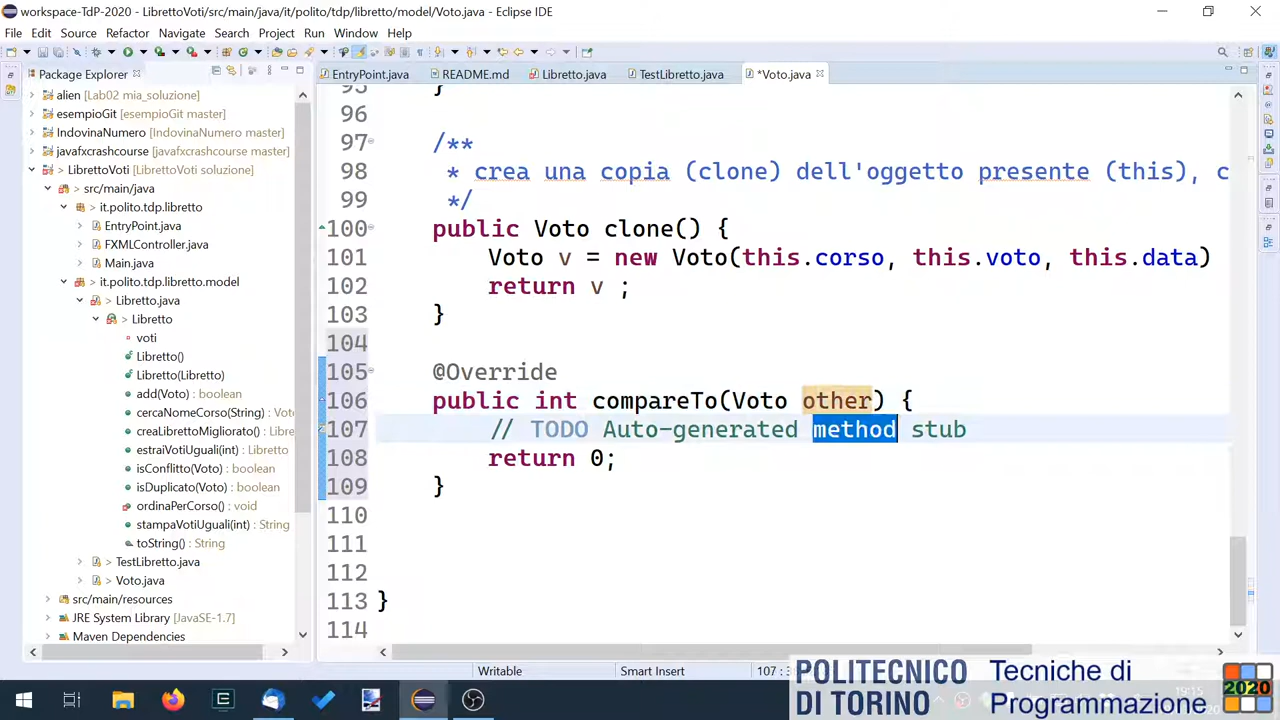 workspace-TdP-2020 - LibrettoVoti/src/main/java/it/polito/tdp/libretto/model/Voto.java - Eclipse IDE
File Edit Source Refactor Navigate Search Project Run Window Help
Package Explorer
EntryPoint.java README.md Libretto.java TestLibretto.java *Voto.java
alien [Lab02 mia_soluzione]
esempioGit [esempioGit master]
IndovinaNumero [IndovinaNumero master]
javafxcrashcourse [javafxcrashcourse master]
> LibrettoVoti [LibrettoVoti soluzione]
> src/main/java
> it.polito.tdp.libretto
EntryPoint.java
FXMLController.java
Main.java
> it.polito.tdp.libretto.model
> Libretto.java
> Libretto
voti
Libretto()
Libretto(Libretto)
add(Voto) : boolean
cercaNomeCorso(String) : Voto
creaLibrettoMigliorato() : Libretto
estraiVotiUguali(int) : Libretto
isConflitto(Voto) : boolean
isDuplicato(Voto) : boolean
ordinaPerCorso() : void
stampaVotiUguali(int) : String
toString() : String
> TestLibretto.java
> Voto.java
src/main/resources
JRE System Library [JavaSE-1.7]
Maven Dependencies
95 }
96
97 /**
98 * crea una copia (clone) dell'oggetto presente (this), c
99 */
100 public Voto clone() {
101 Voto v = new Voto(this.corso, this.voto, this.data)
102 return v ;
103 }
104
105 @Override
106 public int compareTo(Voto other) {
107 // TODO Auto-generated method stub
108 return 0;
109 }
110
111
112
113 }
114
Writable Smart Insert 107 :
POLITECNICO DI TORINO
Tecniche di Programmazione
2020
19:15